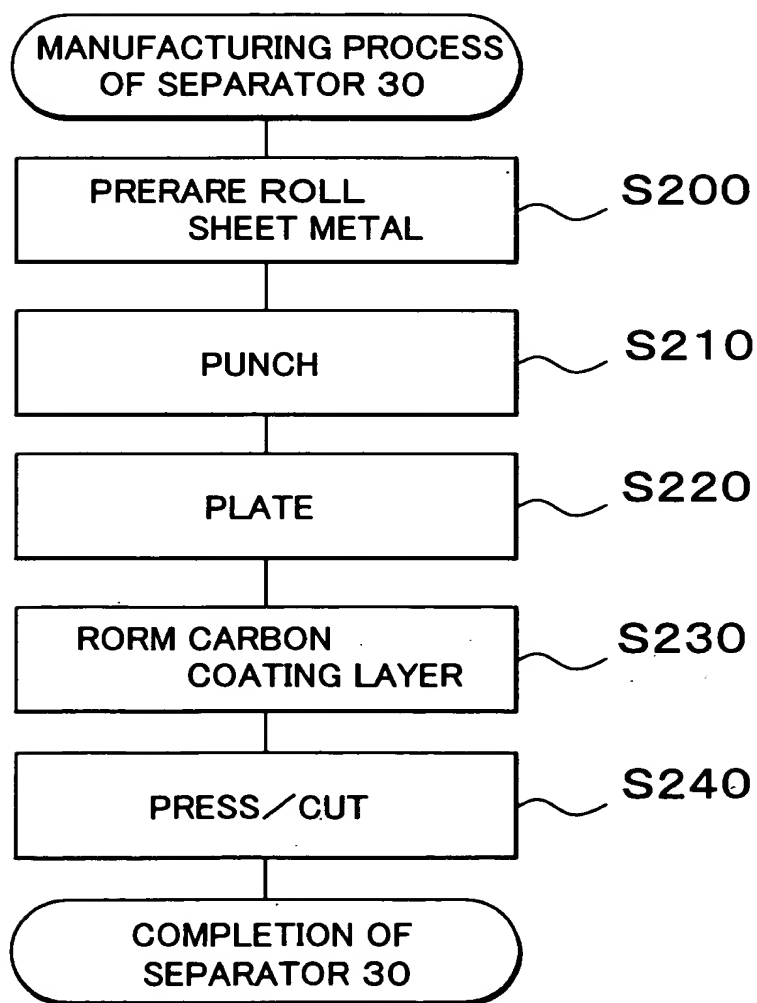 MANUFACTURING PROCESS
OF SEPARATOR 30
PRERARE ROLL
SHEET METAL
S200
PUNCH
S210
PLATE
S220
RORM CARBON
COATING LAYER
S230
PRESS/CUT
S240
COMPLETION OF
SEPARATOR 30